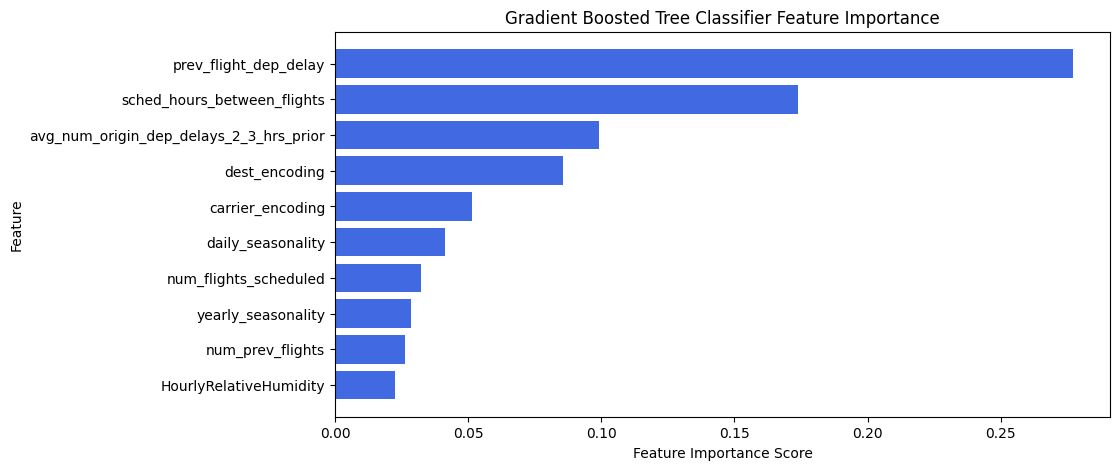 Gradient Boosted Tree Classifier Feature Importance
prev_flight_dep_delay
sched_hours_between_flights
avg_num_origin_dep_delays_2_3_hrs_prior
dest_encoding
carrier_encoding
daily_seasonality
num_flights_scheduled
yearly_seasonality
num_prev_flights
HourlyRelativeHumidity
Feature
0.00 0.05 0.10 0.15 0.20 0.25
Feature Importance Score